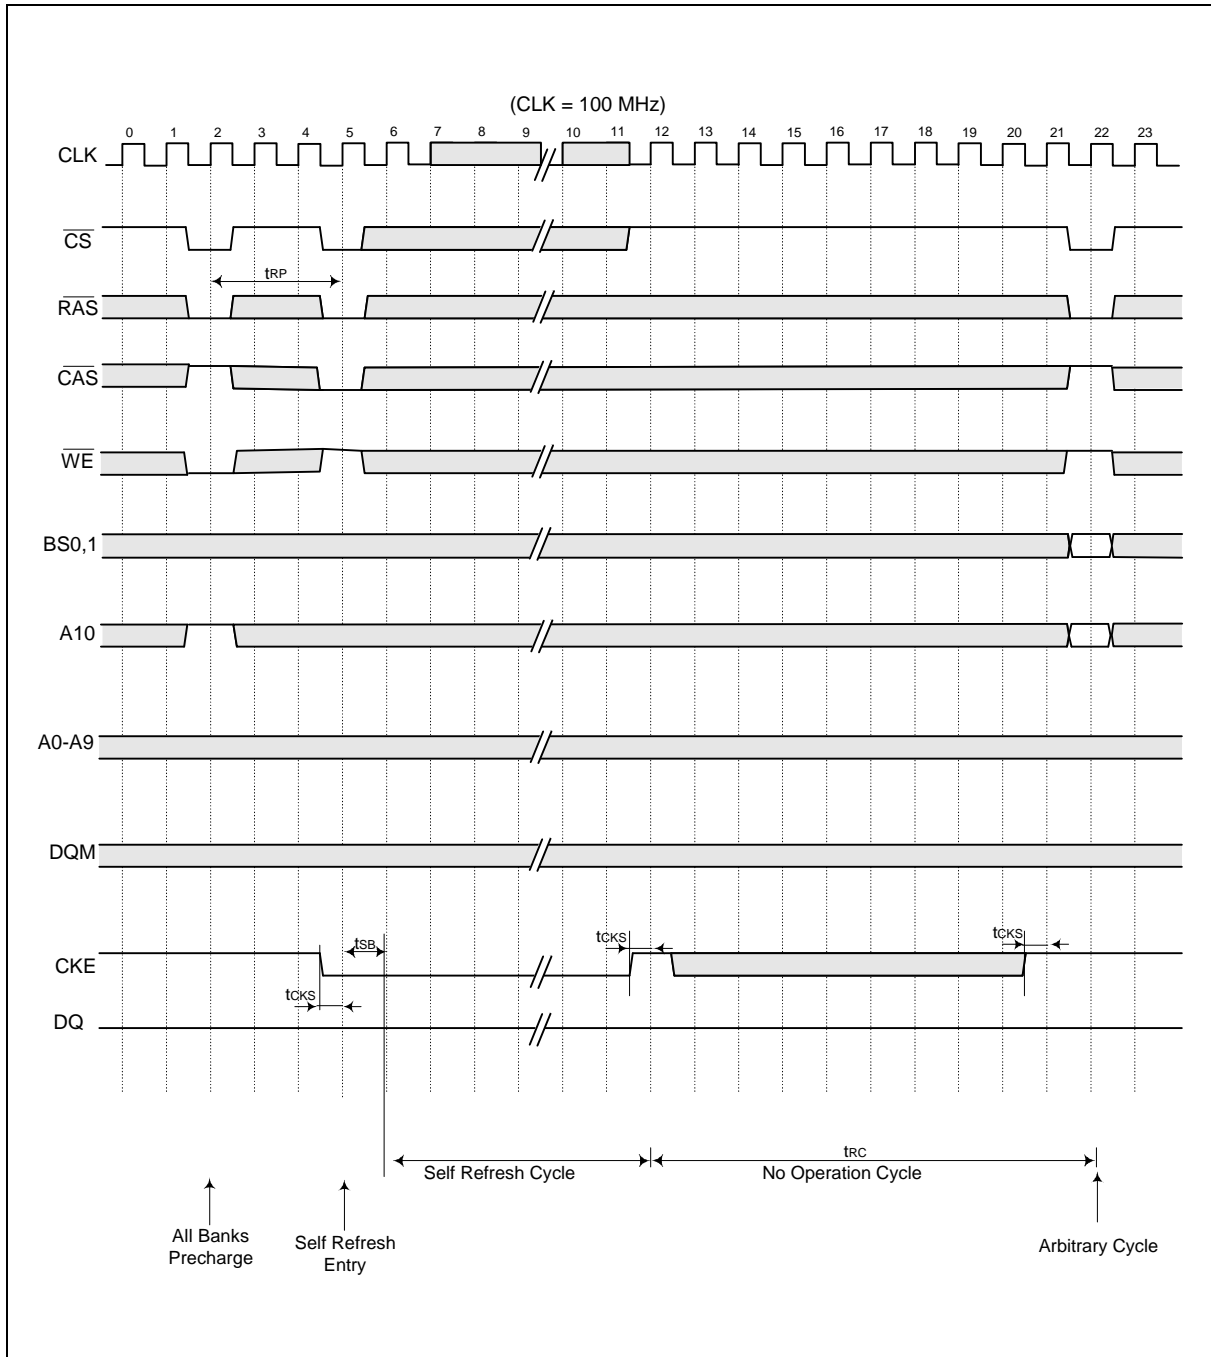 (CLK = 100 MHz)
0 1 2 3 4 5 6 7 8 9 10 11 12 13 14 15 16 17 18 19 20 21 22 23
CLK
CS
tRP
RAS
CAS
WE
BS0,1
A10
A0-A9
DQM
tSB
tCKS
tCKS
CKE
tCKS
DQ
tRC
Self Refresh Cycle
No Operation Cycle
All Banks
Precharge
Self Refresh
Entry
Arbitrary Cycle